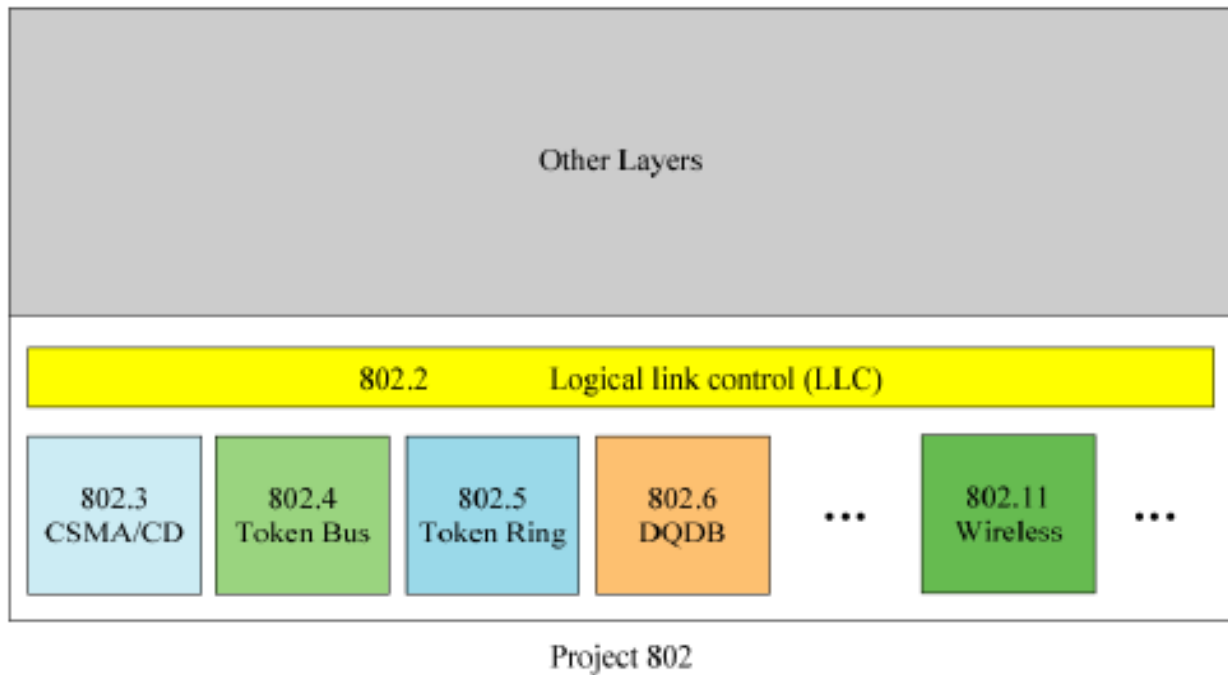 Other Layers
802.2 Logical link control (LLC)
802.3
CSMA/CD
802.4
Token Bus
802.5
Token Ring
802.6
DQDB
...
802.11
Wireless
...
Project 802